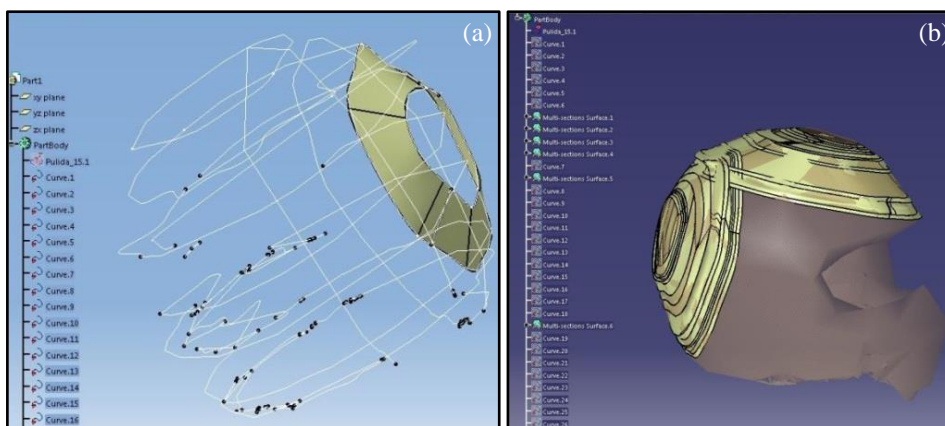 (a)
Part1
xy plane
yz plane
zx plane
PartBody
Pulida_15.1
Curve.1
Curve.2
Curve.3
Curve.4
Curve.5
Curve.6
Curve.7
Curve.8
Curve.9
Curve.10
Curve.11
Curve.12
Curve.13
Curve.14
Curve.15
Curve.16
(b)
PartBody
Pulida_15.1
Curve.1
Curve.2
Curve.3
Curve.4
Curve.5
Curve.6
Multi-sections Surface.1
Multi-sections Surface.2
Multi-sections Surface.3
Multi-sections Surface.4
Curve.7
Multi-sections Surface.5
Curve.8
Curve.9
Curve.10
Curve.11
Curve.12
Curve.13
Curve.14
Curve.15
Curve.16
Curve.17
Curve.18
Multi-sections Surface.6
Curve.19
Curve.20
Curve.21
Curve.22
Curve.23
Curve.24
Curve.25